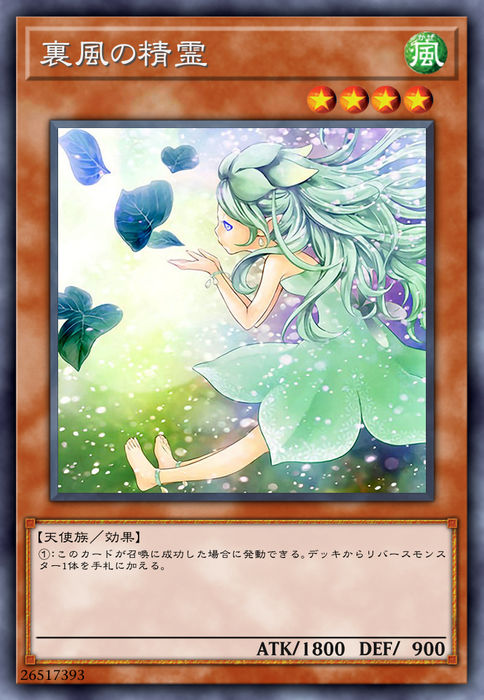 裏風の精霊
かぜ
風
【天使族／効果】
①:このカードが召喚に成功した場合に発動できる。デッキからリバースモンス
ター1体を手札に加える。
ATK/1800 DEF/ 900
26517393